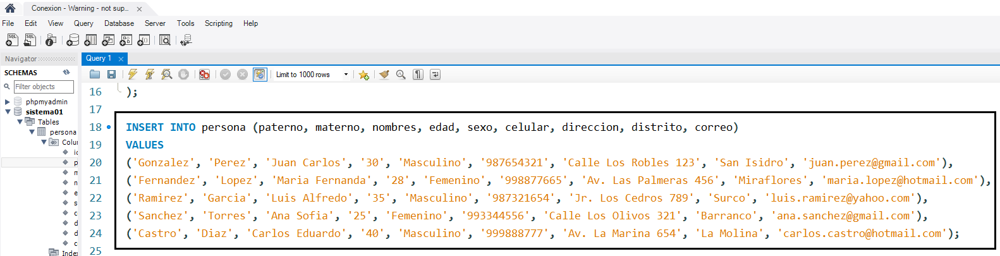 Conexion - Warning - not sup...
File Edit View Query Database Server Tools Scripting Help
Navigator
Query 1
SCHEMAS
Limit to 1000 rows
Filter objects
phpmyadmin
sistema01
Tables
persona
Colu
ic
p
m
n
e
s
c
d
d
c
Index
16 );
17
18 INSERT INTO persona (paterno, materno, nombres, edad, sexo, celular, direccion, distrito, correo)
19 VALUES
20 ('Gonzalez', 'Perez', 'Juan Carlos', '30', 'Masculino', '987654321', 'Calle Los Robles 123', 'San Isidro', 'juan.perez@gmail.com'),
21 ('Fernandez', 'Lopez', 'Maria Fernanda', '28', 'Femenino', '998877665', 'Av. Las Palmeras 456', 'Miraflores', 'maria.lopez@hotmail.com'),
22 ('Ramirez', 'Garcia', 'Luis Alfredo', '35', 'Masculino', '987321654', 'Jr. Los Cedros 789', 'Surco', 'luis.ramirez@yahoo.com'),
23 ('Sanchez', 'Torres', 'Ana Sofia', '25', 'Femenino', '993344556', 'Calle Los Olivos 321', 'Barranco', 'ana.sanchez@gmail.com'),
24 ('Castro', 'Diaz', 'Carlos Eduardo', '40', 'Masculino', '999888777', 'Av. La Marina 654', 'La Molina', 'carlos.castro@hotmail.com');
25